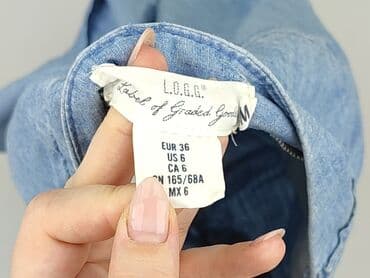 L.O.G.G.®
Label of Graded Goods
M
EUR 36
US 6
CA 6
CN 165/68A
MX 6